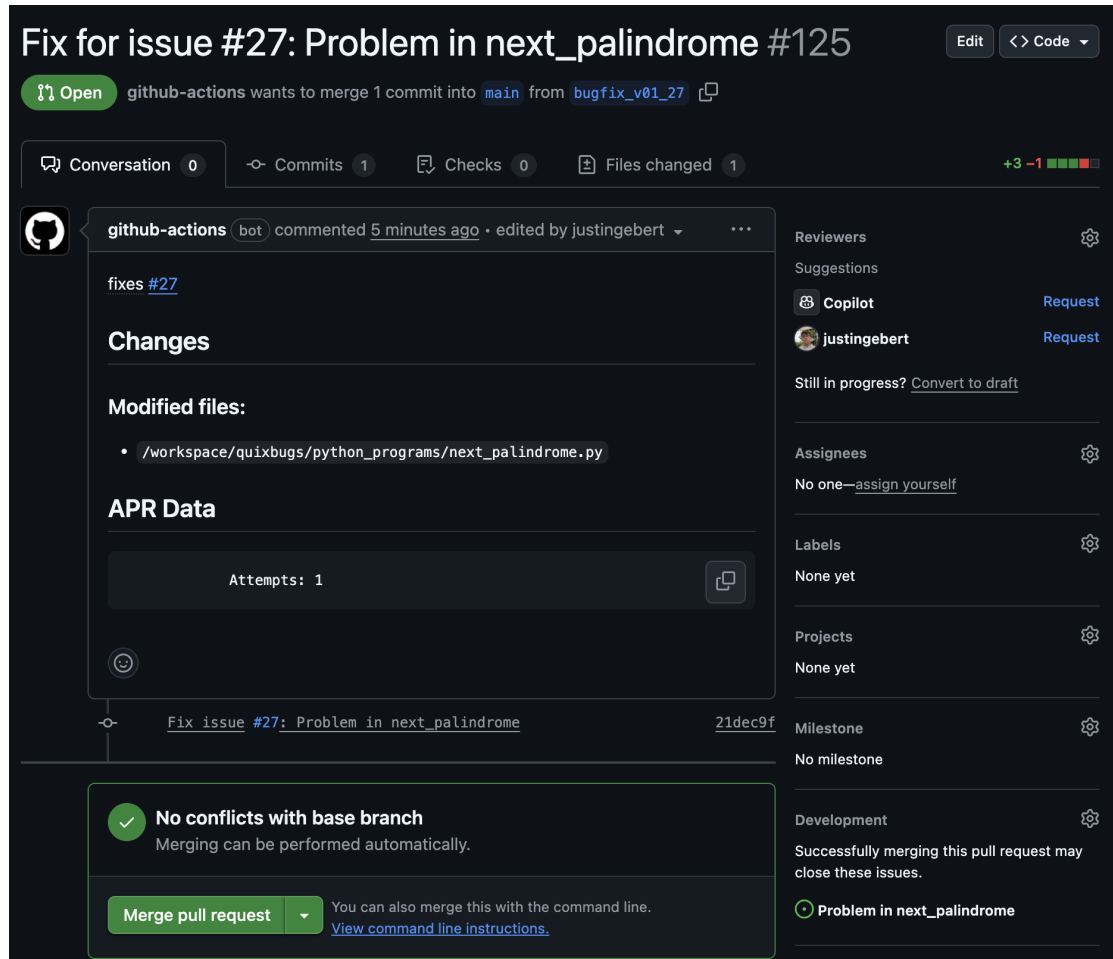 Fix for issue #27: Problem in next_palindrome #125
Edit
<> Code
Open
github-actions wants to merge 1 commit into main from bugfix_v01_27
Conversation 0
Commits 1
Checks 0
Files changed 1
+3 −1
github-actions bot commented 5 minutes ago • edited by justingebert
fixes #27
Changes
Modified files:
• /workspace/quixbugs/python_programs/next_palindrome.py
APR Data
Attempts: 1
Fix issue #27: Problem in next_palindrome 21dec9f
No conflicts with base branch
Merging can be performed automatically.
Merge pull request
You can also merge this with the command line.
View command line instructions.
Reviewers
Suggestions
Copilot Request
justingebert Request
Still in progress? Convert to draft
Assignees
No one—assign yourself
Labels
None yet
Projects
None yet
Milestone
No milestone
Development
Successfully merging this pull request may
close these issues.
Problem in next_palindrome